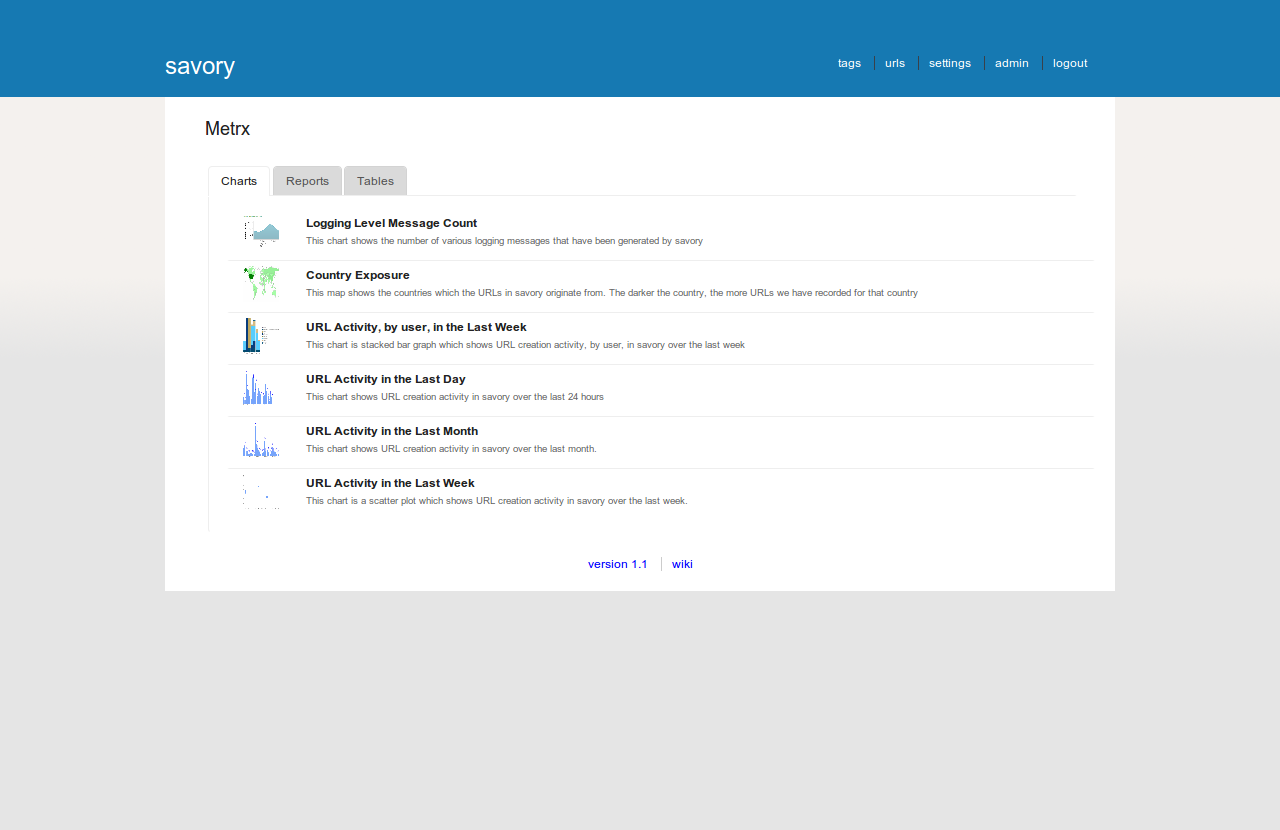 savory
tags
urls
settings
admin
logout
Metrx
Charts
Reports
Tables
Logging Level Message Count
This chart shows the number of various logging messages that have been generated by savory
Country Exposure
This map shows the countries which the URLs in savory originate from. The darker the country, the more URLs we have recorded for that country
URL Activity, by user, in the Last Week
This chart is stacked bar graph which shows URL creation activity, by user, in savory over the last week
URL Activity in the Last Day
This chart shows URL creation activity in savory over the last 24 hours
URL Activity in the Last Month
This chart shows URL creation activity in savory over the last month.
URL Activity in the Last Week
This chart is a scatter plot which shows URL creation activity in savory over the last week.
version 1.1
wiki